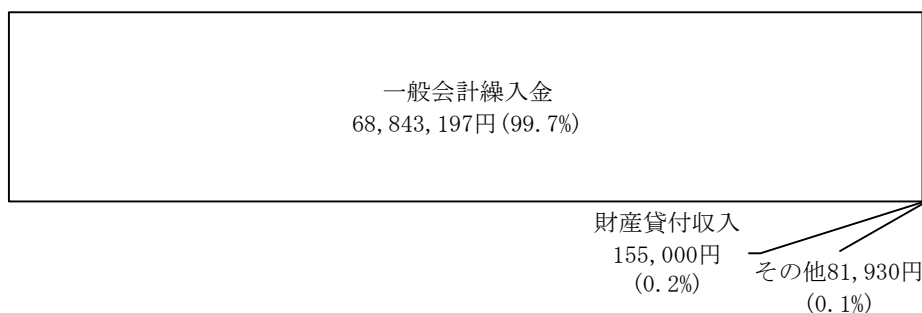 一般会計繰入金
68,843,197円(99.7%)
財産貸付収入
155,000円
(0.2%)
その他81,930円
(0.1%)